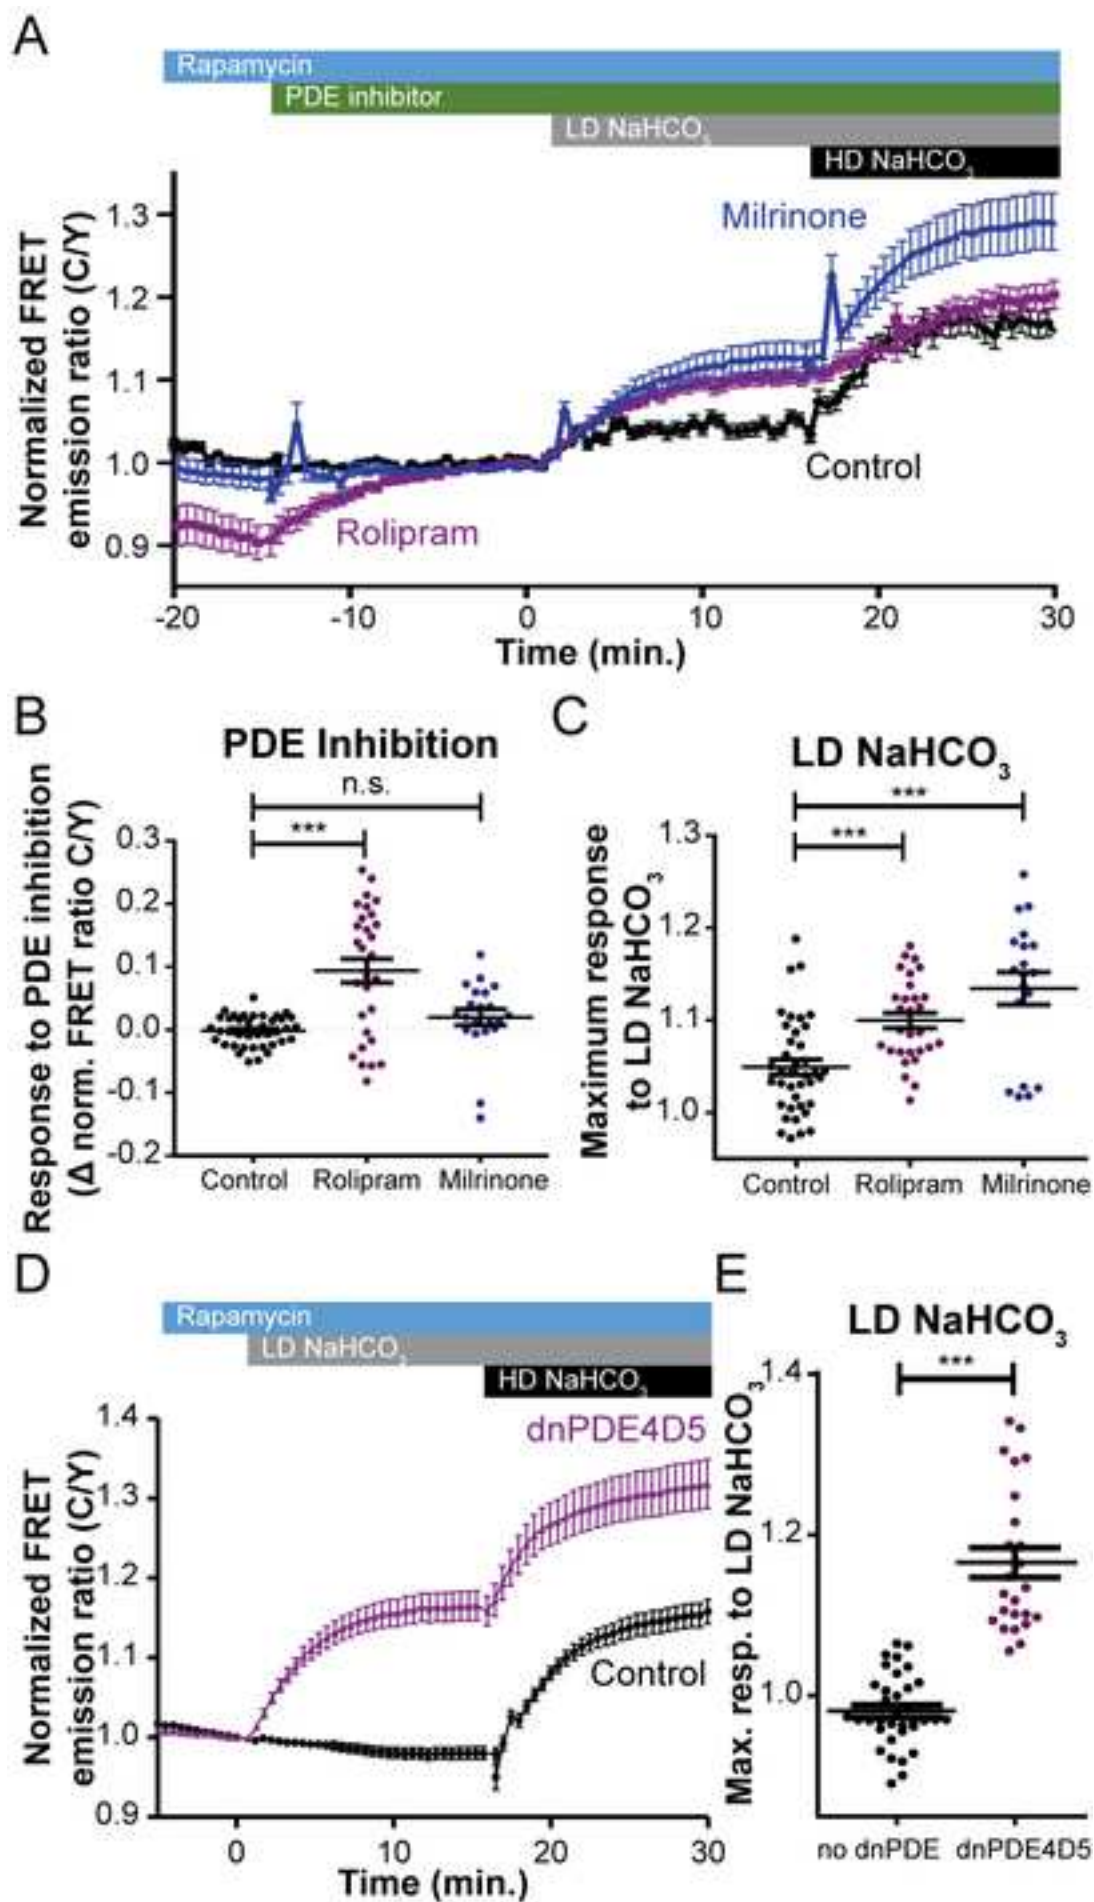 A
Rapamycin
PDE inhibitor
LD NaHCO3
HD NaHCO3
Normalized FRET
emission ratio (C/Y)
1.3
1.2
1.1
1.0
0.9
Milrinone
Control
Rolipram
-20
-10
0
10
20
30
Time (min.)
B
PDE Inhibition
n.s.
***
Response to PDE inhibition
(Δ norm. FRET ratio C/Y)
0.3
0.2
0.1
0.0
-0.1
-0.2
Control
Rolipram
Milrinone
C
LD NaHCO3
***
***
Maximum response
to LD NaHCO3
1.3
1.2
1.1
1.0
Control
Rolipram
Milrinone
D
Rapamycin
LD NaHCO3
HD NaHCO3
Normalized FRET
emission ratio (C/Y)
1.4
1.3
1.2
1.1
1.0
0.9
dnPDE4D5
Control
0
10
20
30
Time (min.)
E
LD NaHCO3
***
Max. resp. to LD NaHCO3
1.4
1.2
1.0
no dnPDE
dnPDE4D5